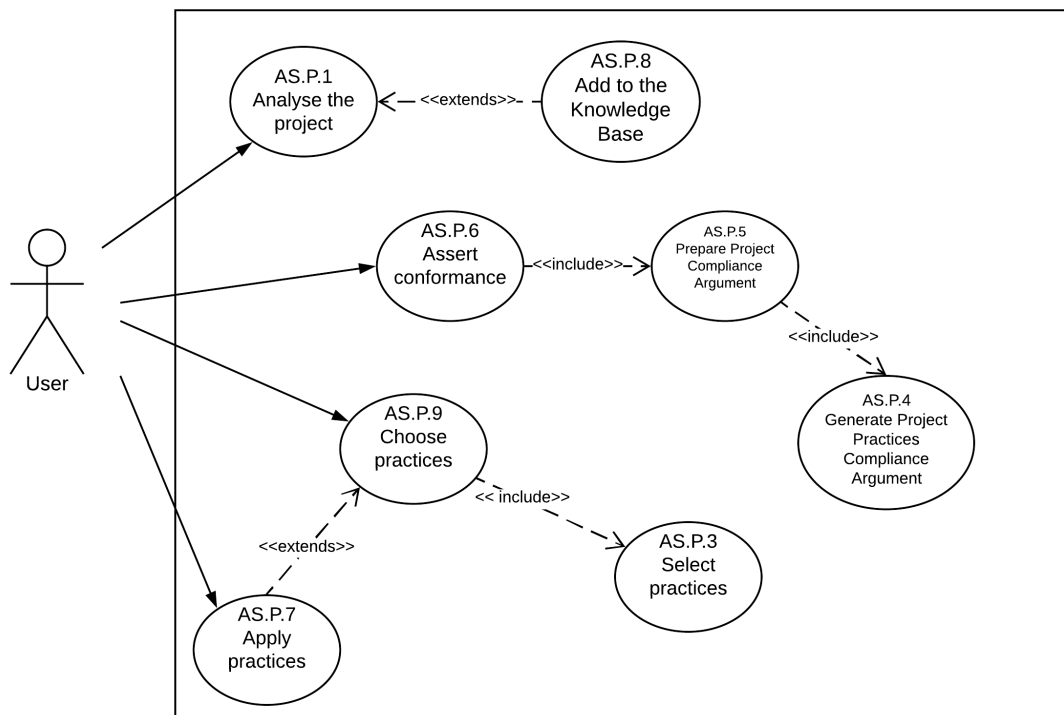 AS.P.1
Analyse the
project
<<extends>>
AS.P.8
Add to the
Knowledge
Base
AS.P.6
Assert
conformance
<<include>>
AS.P.5
Prepare Project
Compliance
Argument
<<include>>
User
AS.P.9
Choose
practices
AS.P.4
Generate Project
Practices
Compliance
Argument
<< include>>
<<extends>>
AS.P.3
Select
practices
AS.P.7
Apply
practices